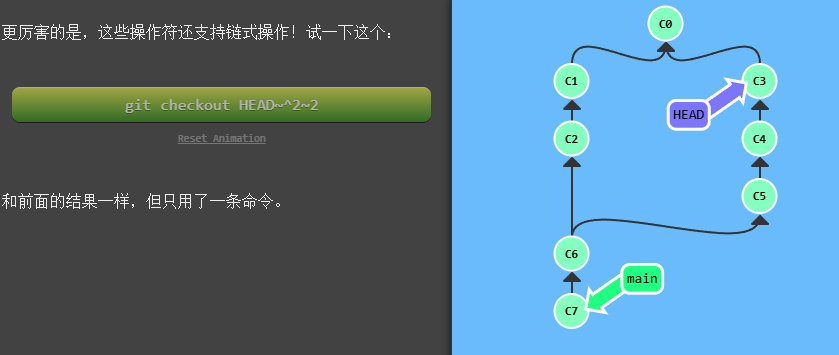 更厉害的是，这些操作符还支持链式操作！试一下这个：
git checkout HEAD~^2~2
Reset Animation
和前面的结果一样，但只用了一条命令。
C0
C1
C3
HEAD
C2
C4
C5
C6
main
C7